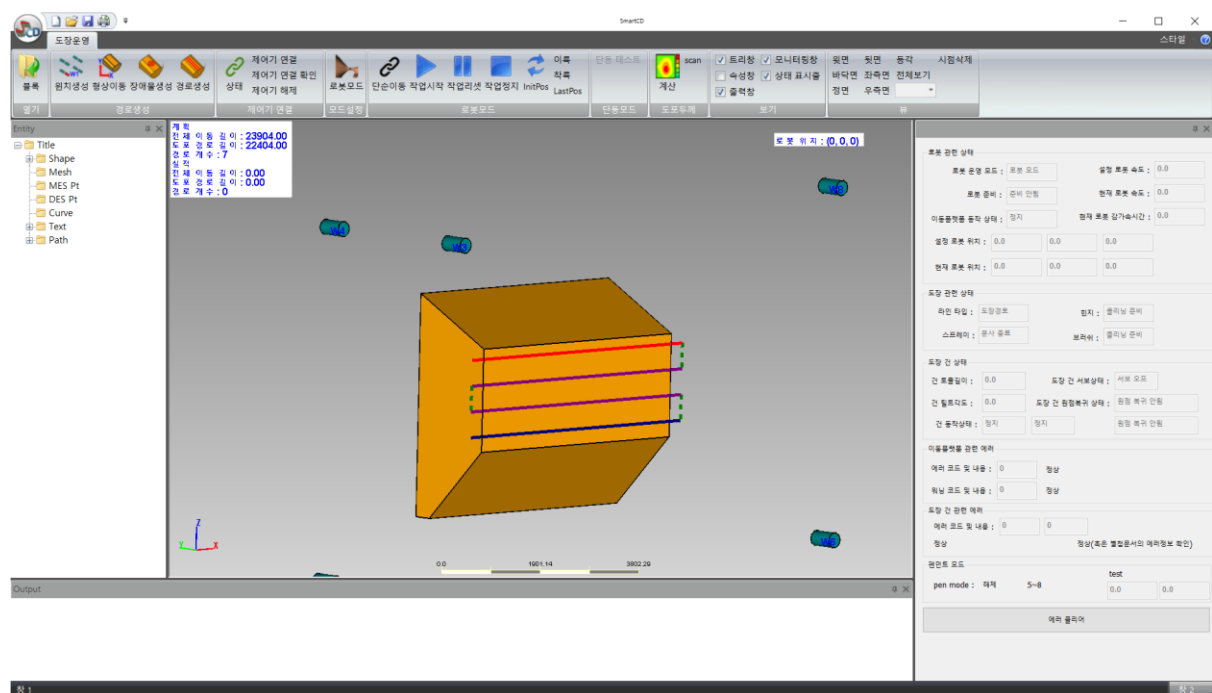 SmartCD
도장운영
스타일
블록
원치생성 형상이동 장애물생성 경로생성
상태
제어기 연결
제어기 연결 확인
제어기 해제
로봇모드
단순이동 작업시작 작업리셋 작업정지 InitPos
이륙
착륙
LastPos
단동 테스트
계산
scan
트리창 모니터링창
속성창 상태 표시줄
출력창
윗면 뒷면 동각 시점삭제
바닥면 좌측면 전체보기
정면 우측면
열기 경로생성 제어기 연결 모드설정 로봇모드 단동모드 도포두께 보기 뷰
Entity
Title
Shape
Mesh
MES Pt
DES Pt
Curve
Text
Path
계획
전체 이동 길이 : 23904.00
도포 경로 길이 : 22404.00
경로 개수 : 7
실적
전체 이동 길이 : 0.00
도포 경로 길이 : 0.00
경로 개수 : 0
로봇 위치 : (0, 0, 0)
W4
W3
Z
Y
X
0.0 1901.14 3802.29
로봇 관련 상태
로봇 운영 모드 : 로봇 모드 설정 로봇 속도 : 0.0
로봇 준비 : 준비 안됨 현재 로봇 속도 : 0.0
이동플랫폼 동작 상태 : 정지 현재 로봇 감가속시간 : 0.0
설정 로봇 위치 : 0.0 0.0 0.0
현재 로봇 위치 : 0.0 0.0 0.0
도장 관련 상태
라인 타입 : 도장경로 펀지 : 클리닝 준비
스프레이 : 분사 종료 브러쉬 : 클리닝 준비
도장 건 상태
건 토출길이 : 0.0 도장 건 서보상태 : 서보 오프
건 틸트각도 : 0.0 도장 건 원점복귀 상태 : 원점 복귀 안됨
건 동작상태 : 정지 정지 원점 복귀 안됨
이동플랫폼 관련 에러
에러 코드 및 내용 : 0 정상
워닝 코드 및 내용 : 0 정상
도장 건 관련 에러
에러 코드 및 내용 : 0 0
정상 정상(혹은 별첨문서의 에러정보 확인)
펜던트 모드
test
pen mode : 해제 5~8 0.0 0.0
에러 클리어
Output
창 1
창 2